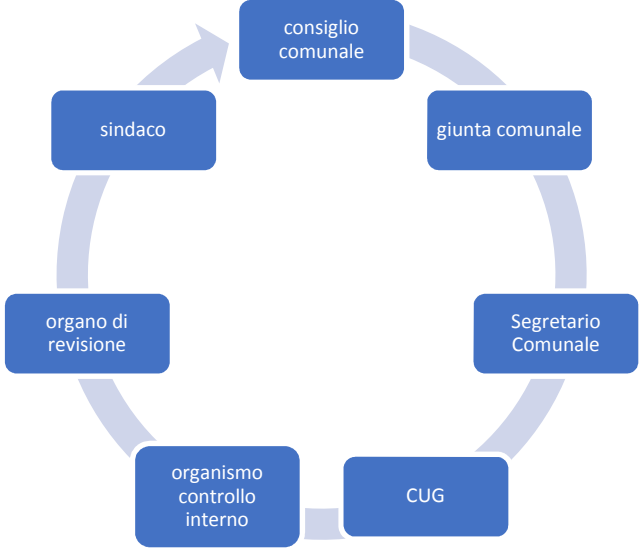 consiglio
comunale
giunta comunale
Segretario
Comunale
CUG
organismo
controllo
interno
organo di
revisione
sindaco